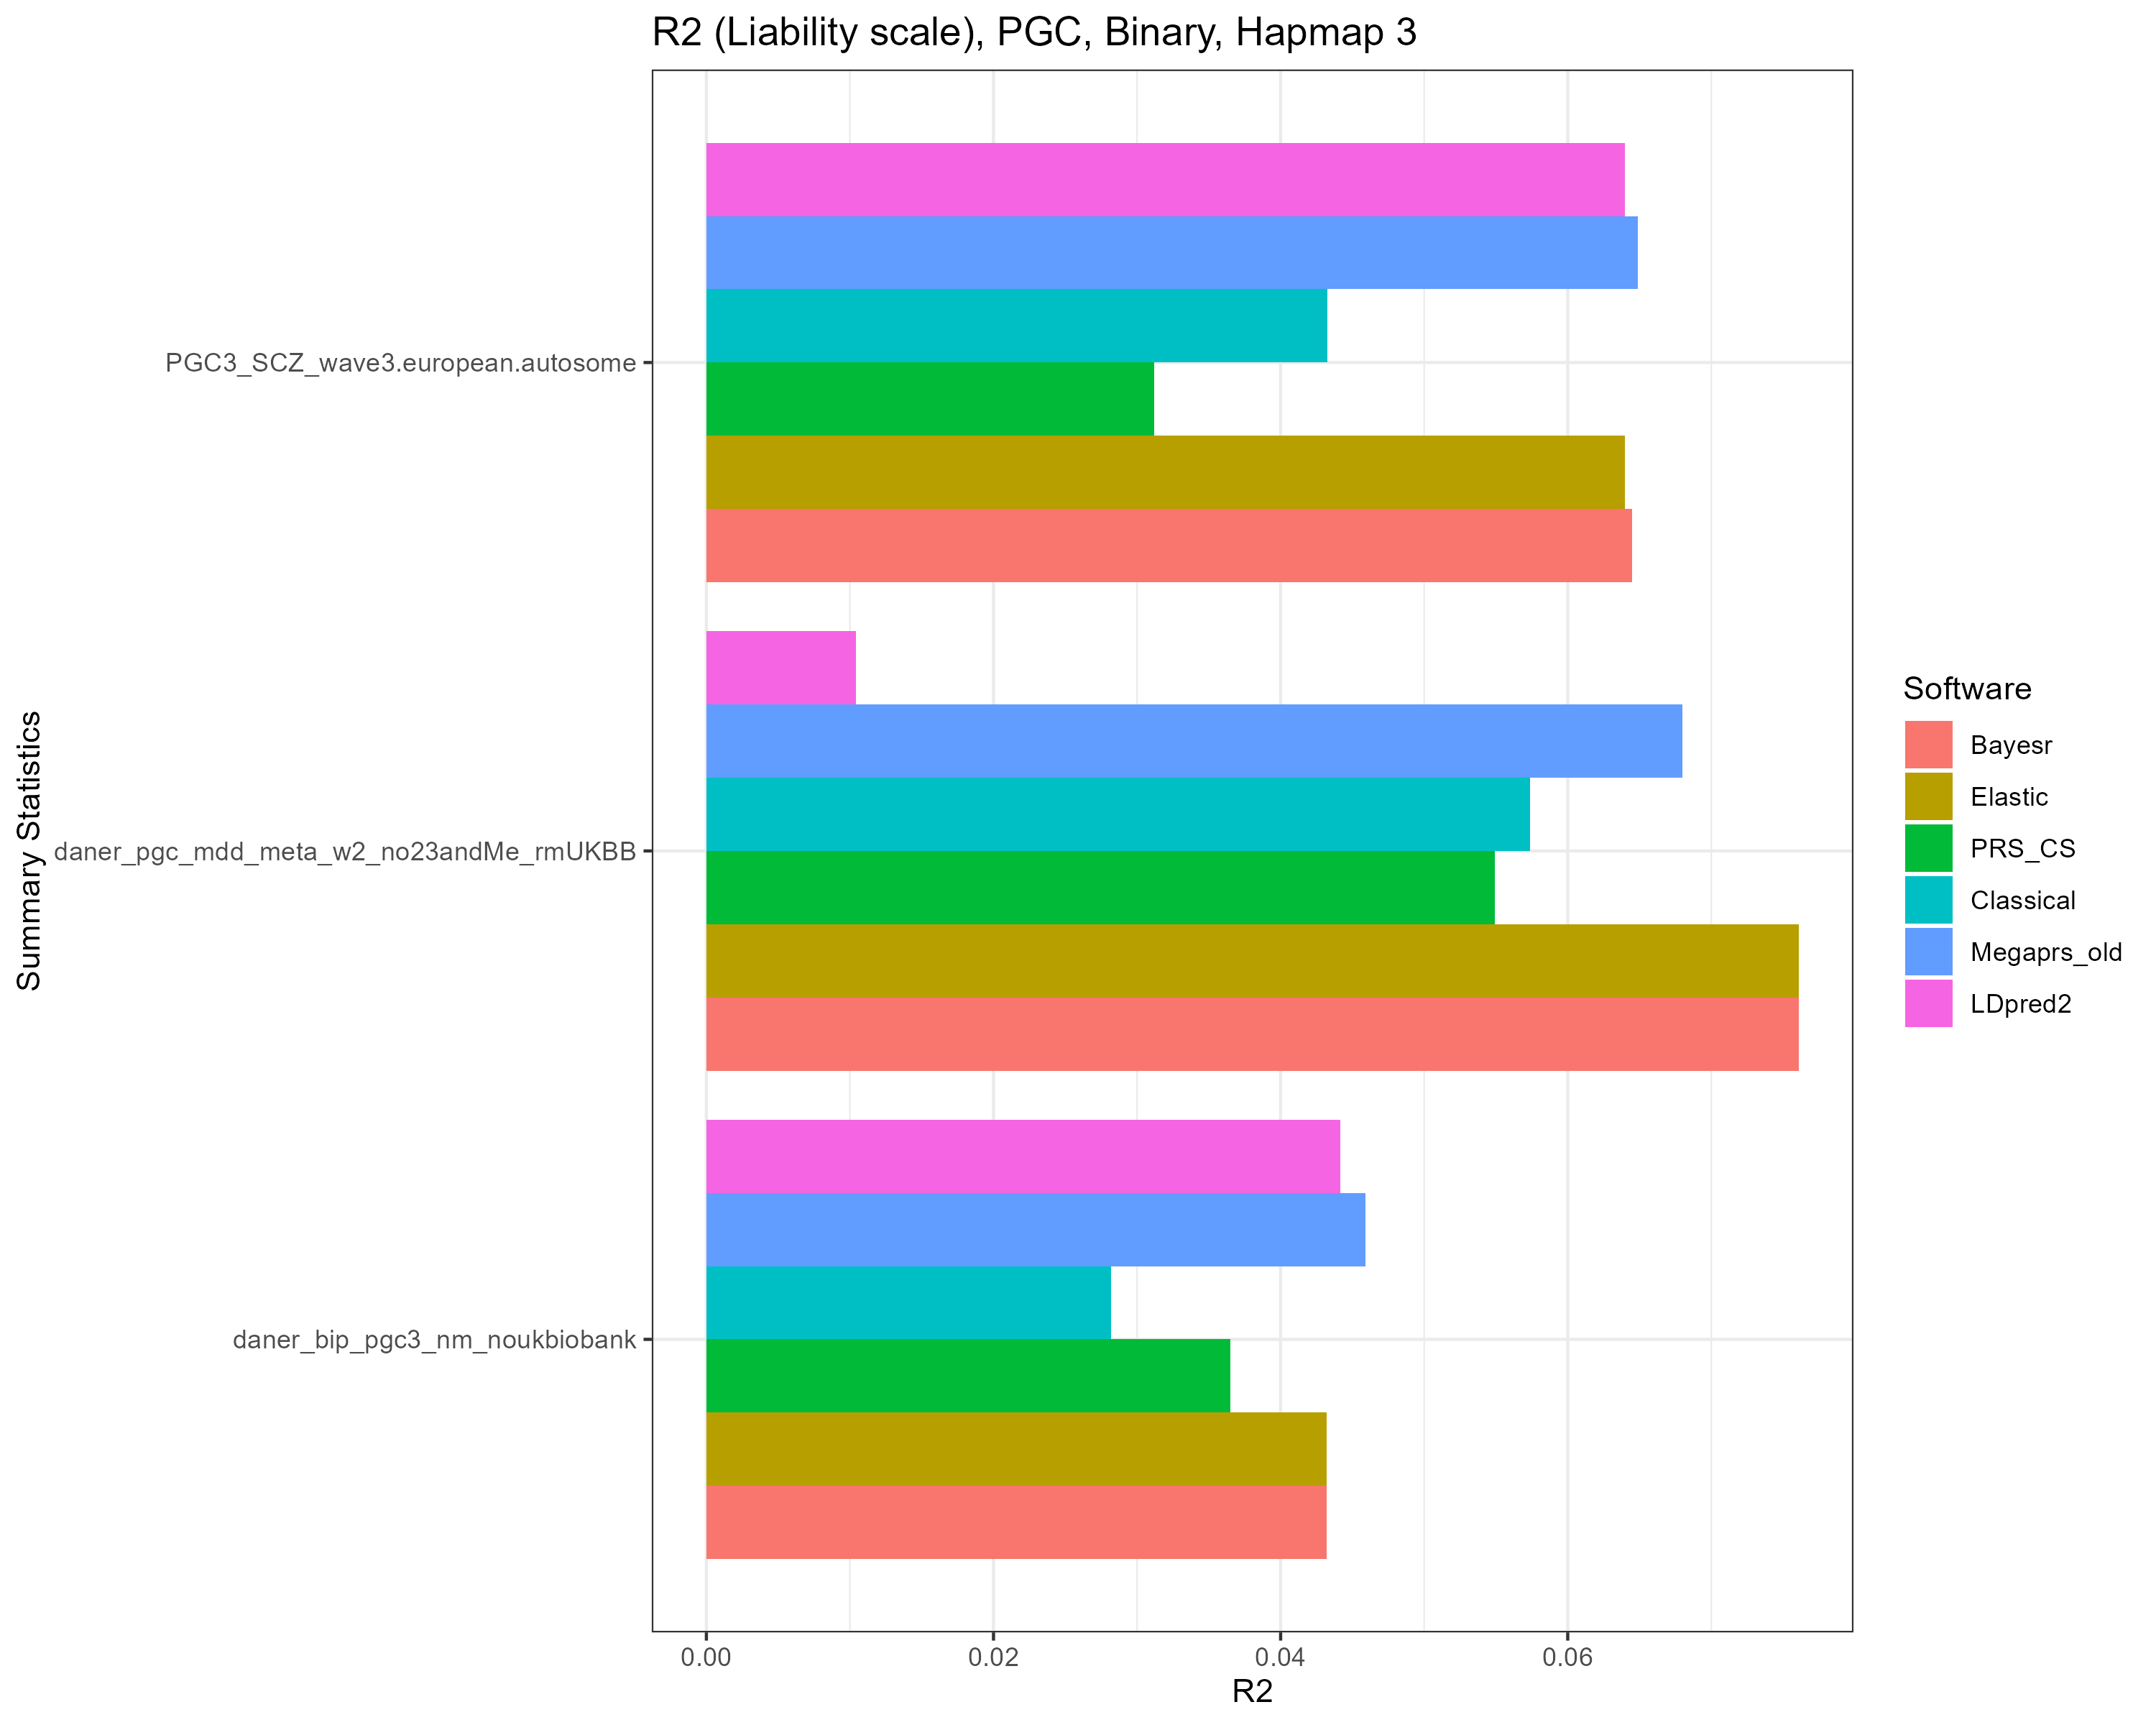 R2 (Liability scale), PGC, Binary, Hapmap 3
Summary Statistics
PGC3_SCZ_wave3.european.autosome
daner_pgc_mdd_meta_w2_no23andMe_rmUKBB
daner_bip_pgc3_nm_noukbiobank
0.00 0.02 0.04 0.06
R2
Software
Bayesr
Elastic
PRS_CS
Classical
Megaprs_old
LDpred2